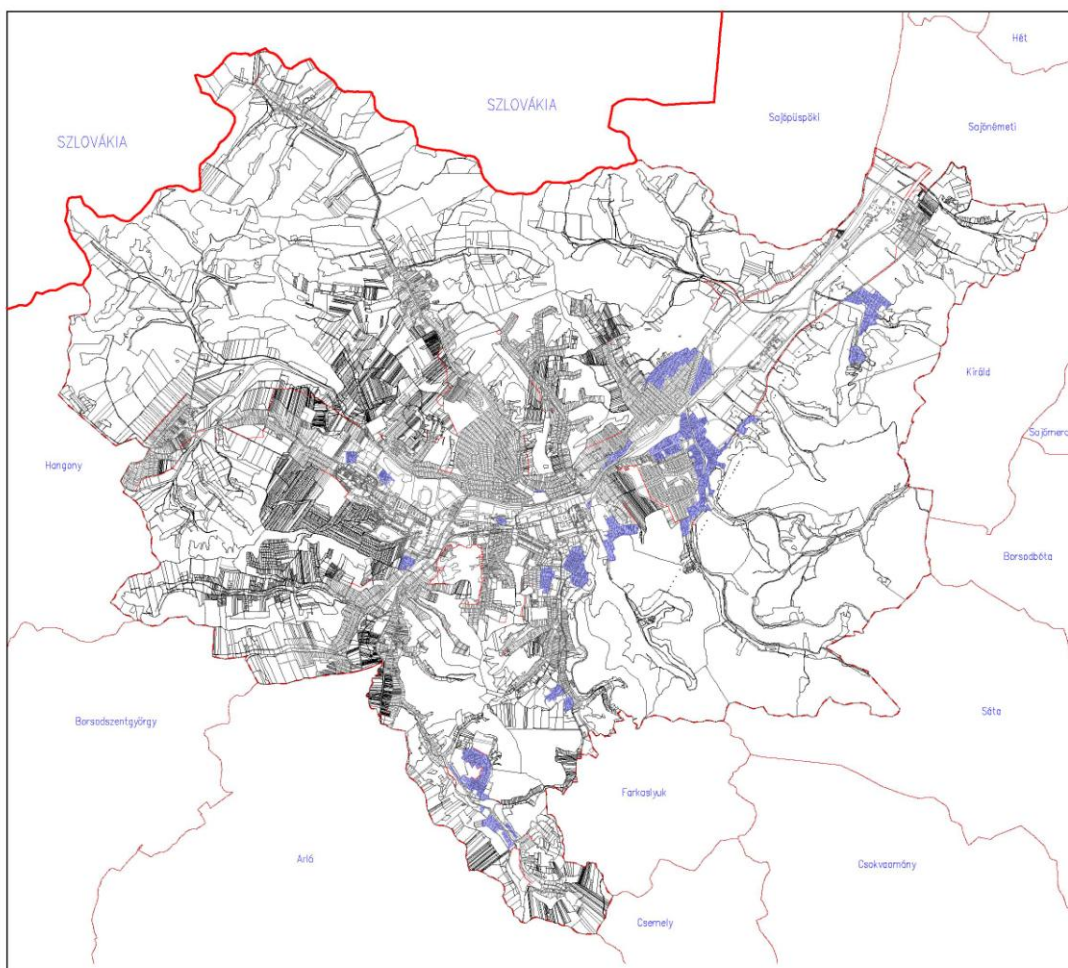 Hét
SZLOVÁKIA
Sajópüspöki
Sajónémeti
SZLOVÁKIA
Királd
Sajómerc
Hangony
Borsodbóta
Sáta
Borsodszentgyörgy
Farkaslyuk
Arló
Csokvaomány
Csernely